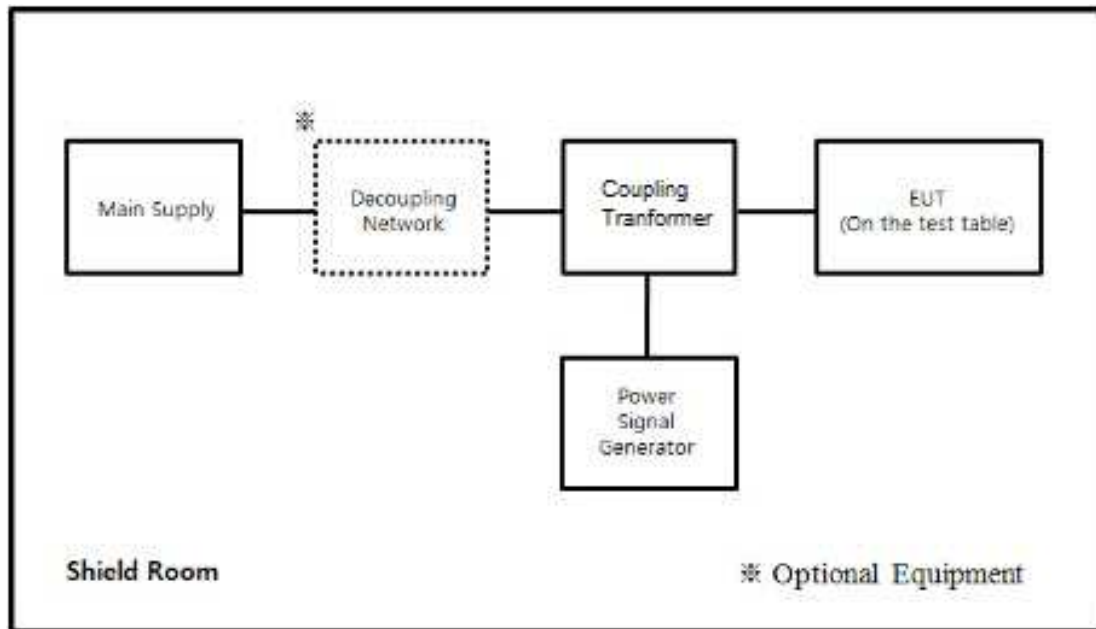 ※
Main Supply
Decoupling
Network
Coupling
Tranformer
EUT
(On the test table)
Power
Signal
Generator
Shield Room
※ Optional Equipment